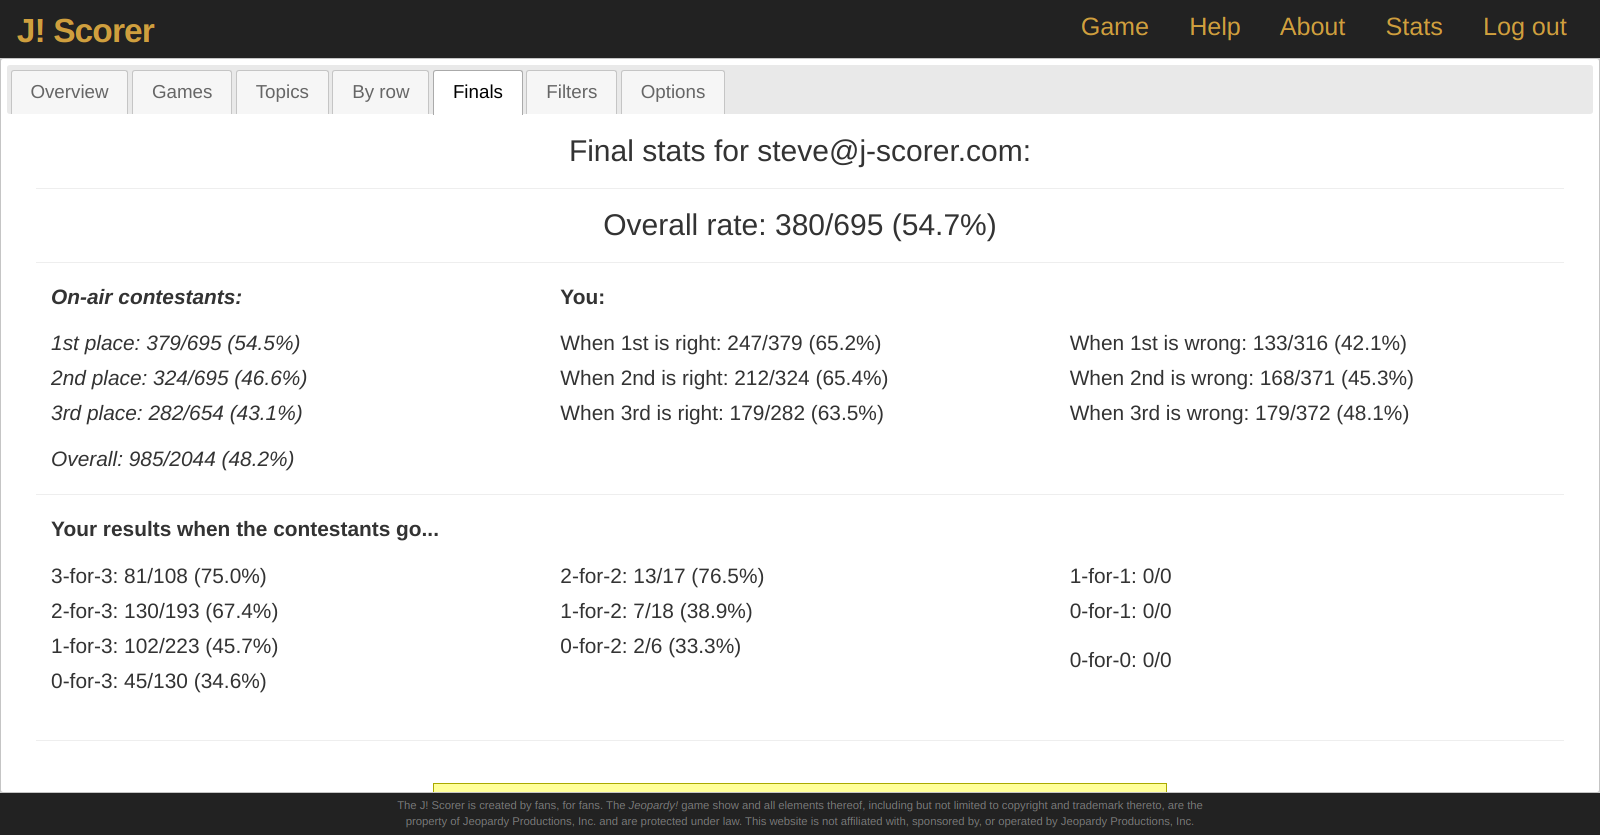 J! Scorer
Game Help About Stats Log out
Overview Games Topics By row Finals Filters Options
Final stats for steve@j-scorer.com:
Overall rate: 380/695 (54.7%)
On-air contestants: You:
1st place: 379/695 (54.5%) When 1st is right: 247/379 (65.2%) When 1st is wrong: 133/316 (42.1%)
2nd place: 324/695 (46.6%) When 2nd is right: 212/324 (65.4%) When 2nd is wrong: 168/371 (45.3%)
3rd place: 282/654 (43.1%) When 3rd is right: 179/282 (63.5%) When 3rd is wrong: 179/372 (48.1%)
Overall: 985/2044 (48.2%)
Your results when the contestants go...
3-for-3: 81/108 (75.0%) 2-for-2: 13/17 (76.5%) 1-for-1: 0/0
2-for-3: 130/193 (67.4%) 1-for-2: 7/18 (38.9%) 0-for-1: 0/0
1-for-3: 102/223 (45.7%) 0-for-2: 2/6 (33.3%)
0-for-0: 0/0
0-for-3: 45/130 (34.6%)
The J! Scorer is created by fans, for fans. The Jeopardy! game show and all elements thereof, including but not limited to copyright and trademark thereto, are the
property of Jeopardy Productions, Inc. and are protected under law. This website is not affiliated with, sponsored by, or operated by Jeopardy Productions, Inc.